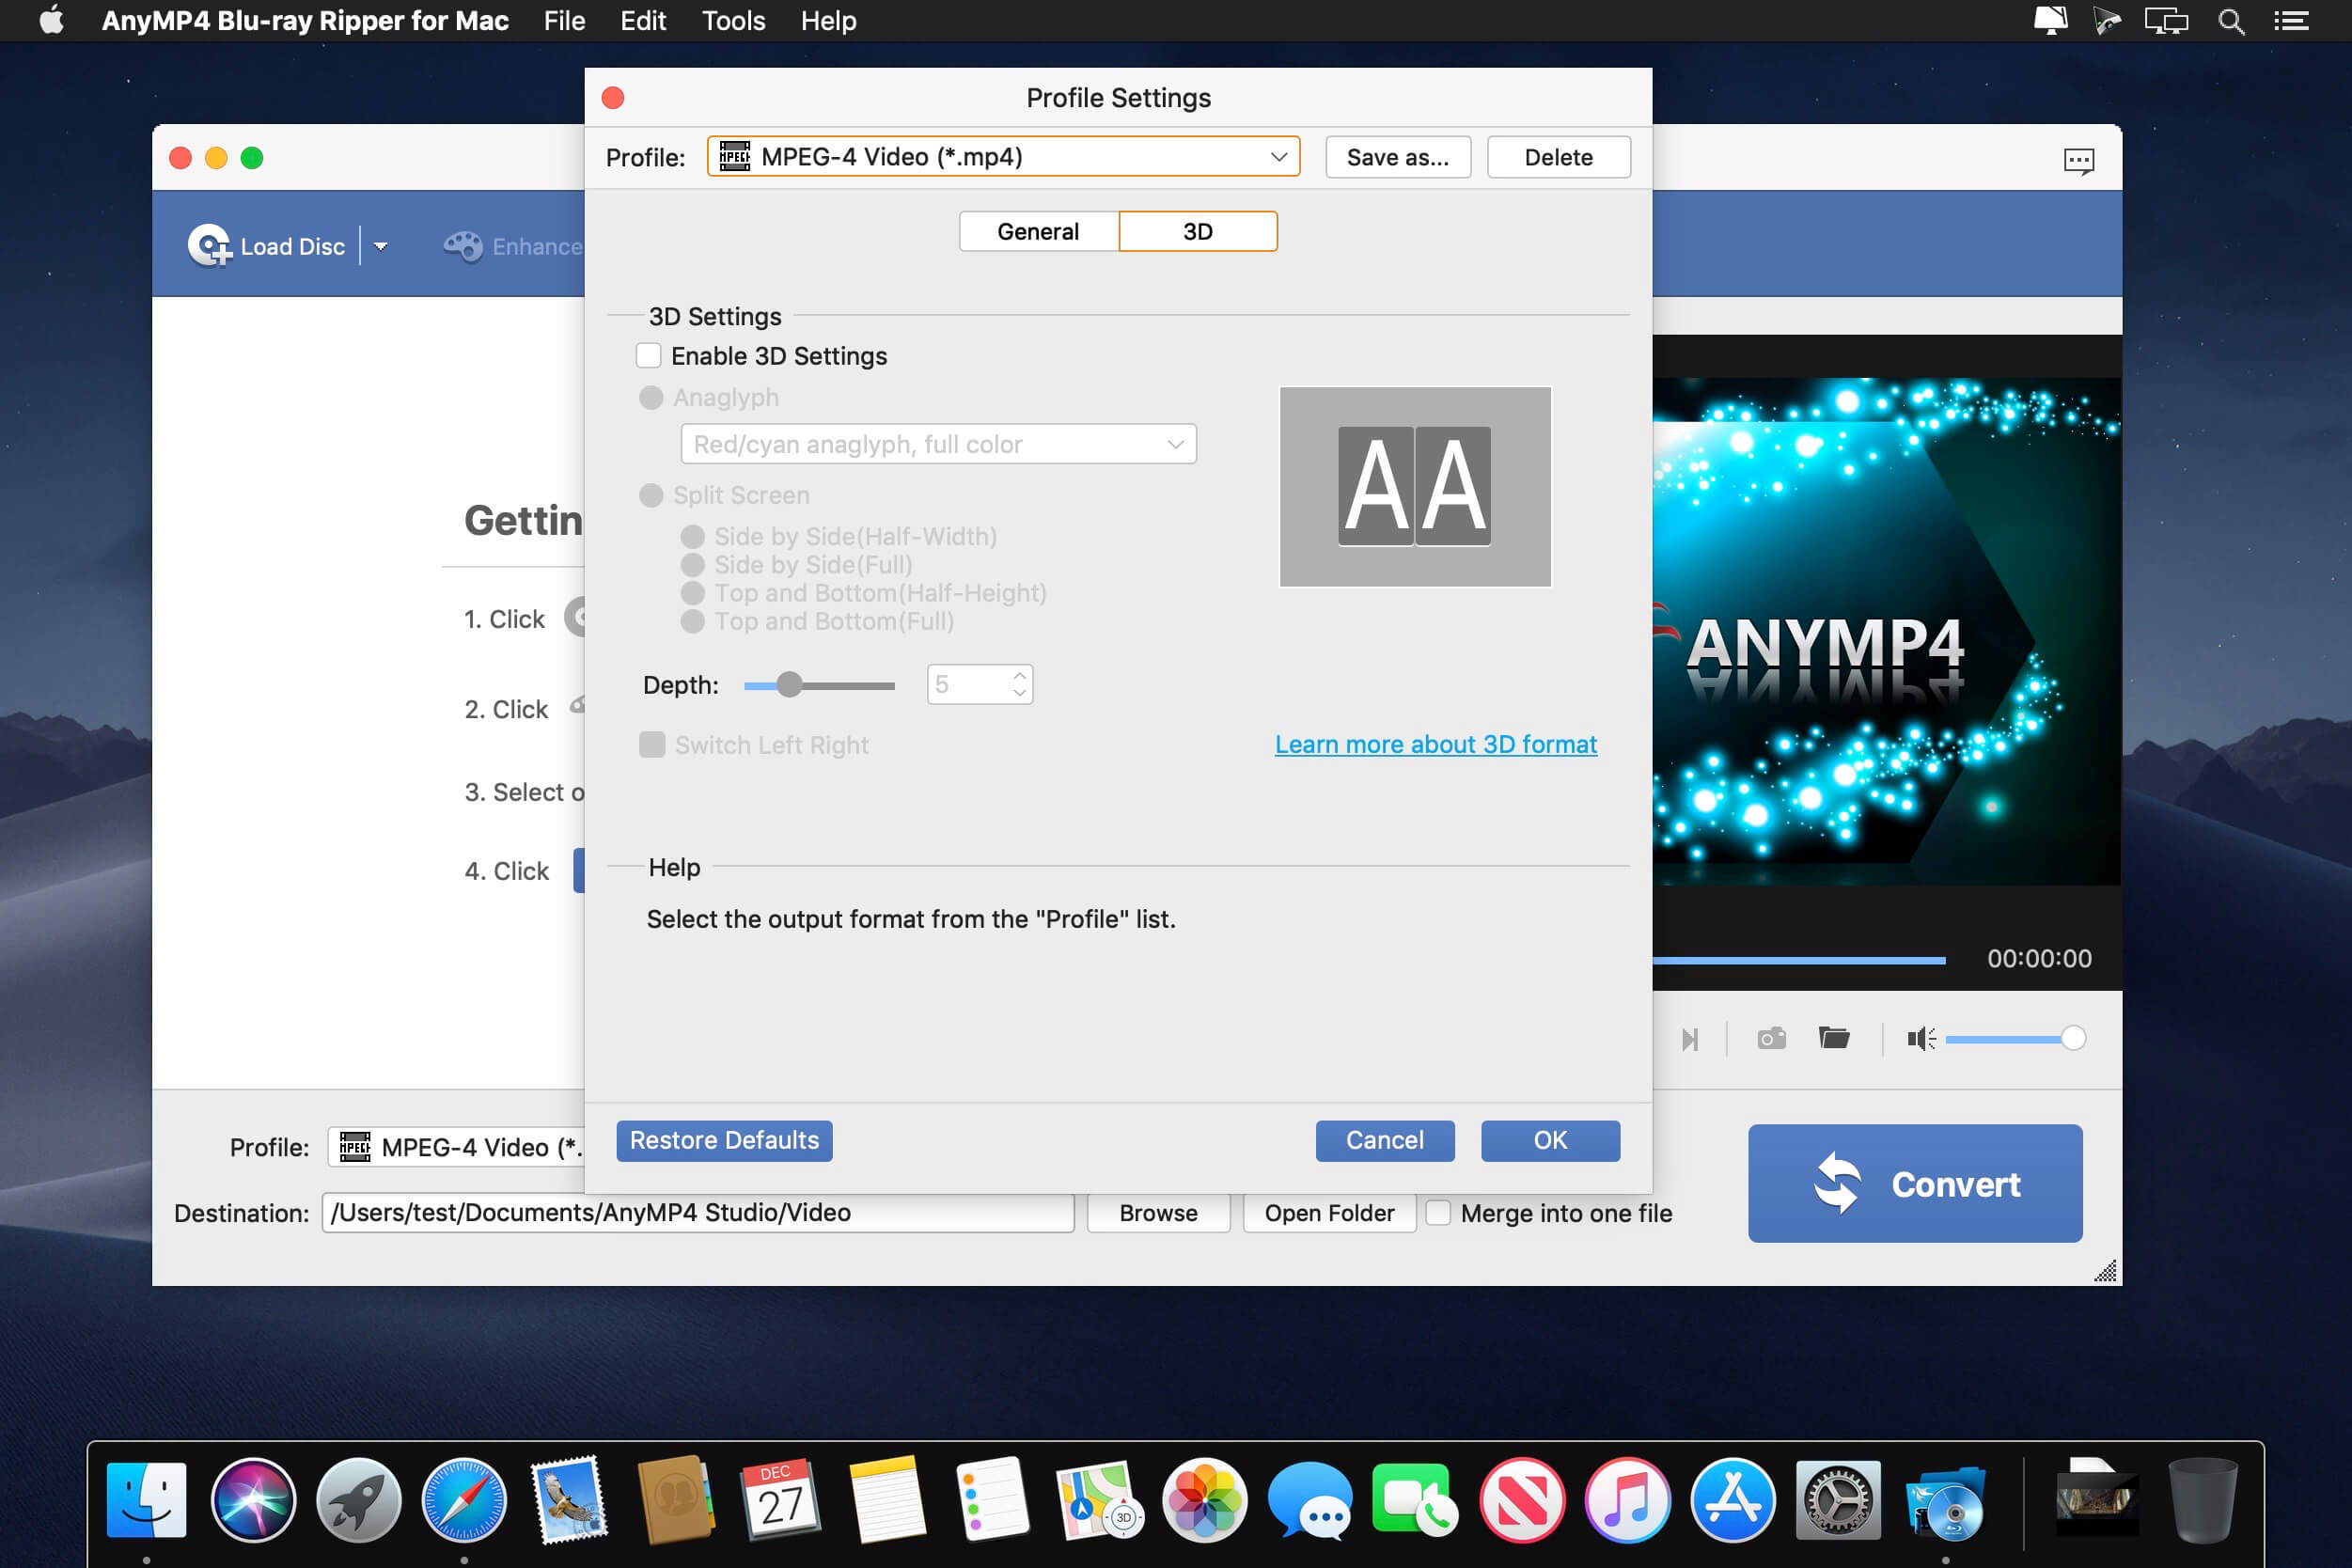 AnyMP4 Blu-ray Ripper for Mac File Edit Tools Help
Profile Settings
Profile: MPEG-4 Video (*.mp4) Save as... Delete
General 3D
Load Disc Enhance
3D Settings
Enable 3D Settings
Anaglyph
Red/cyan anaglyph, full color
Split Screen
Side by Side(Half-Width)
Side by Side(Full)
Top and Bottom(Half-Height)
Top and Bottom(Full)
AA
Depth: 5
Switch Left Right
Learn more about 3D format
Help
Select the output format from the "Profile" list.
Restore Defaults Cancel OK
Gettin
1. Click
2. Click
3. Select o
4. Click
ANYMP4
00:00:00
Profile: MPEG-4 Video (*.
Destination: /Users/test/Documents/AnyMP4 Studio/Video Browse Open Folder Merge into one file
Convert
DEC
27
3D